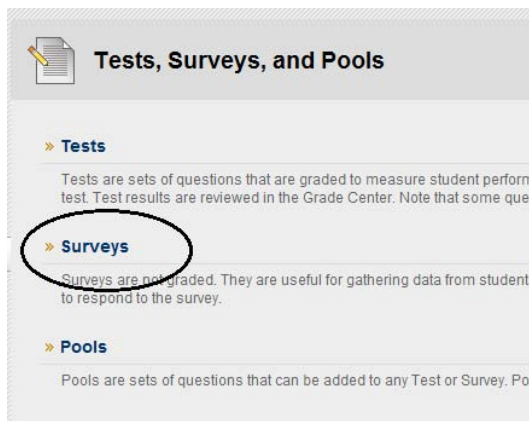 Tests, Surveys, and Pools
» Tests
Tests are sets of questions that are graded to measure student perform
test. Test results are reviewed in the Grade Center. Note that some que
» Surveys
Surveys are not graded. They are useful for gathering data from student
to respond to the survey.
» Pools
Pools are sets of questions that can be added to any Test or Survey. Po